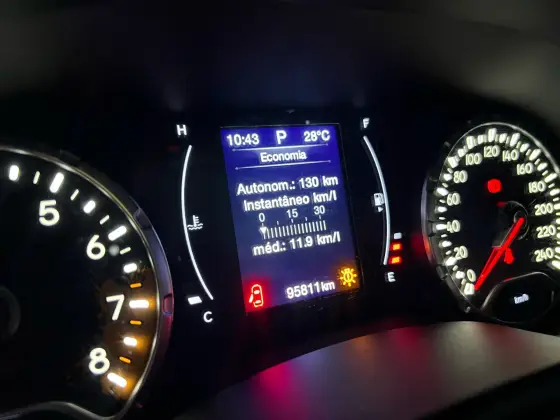 H
10:43 P 28°C
F
Economia
Autonom.: 130 km
Instantâneo km/l
0 15 30
méd.: 11.9 km/l
95811km
C
E
5
6
7
8
0
20
40
60
80
100
120
140
160
180
200
220
240
km/h